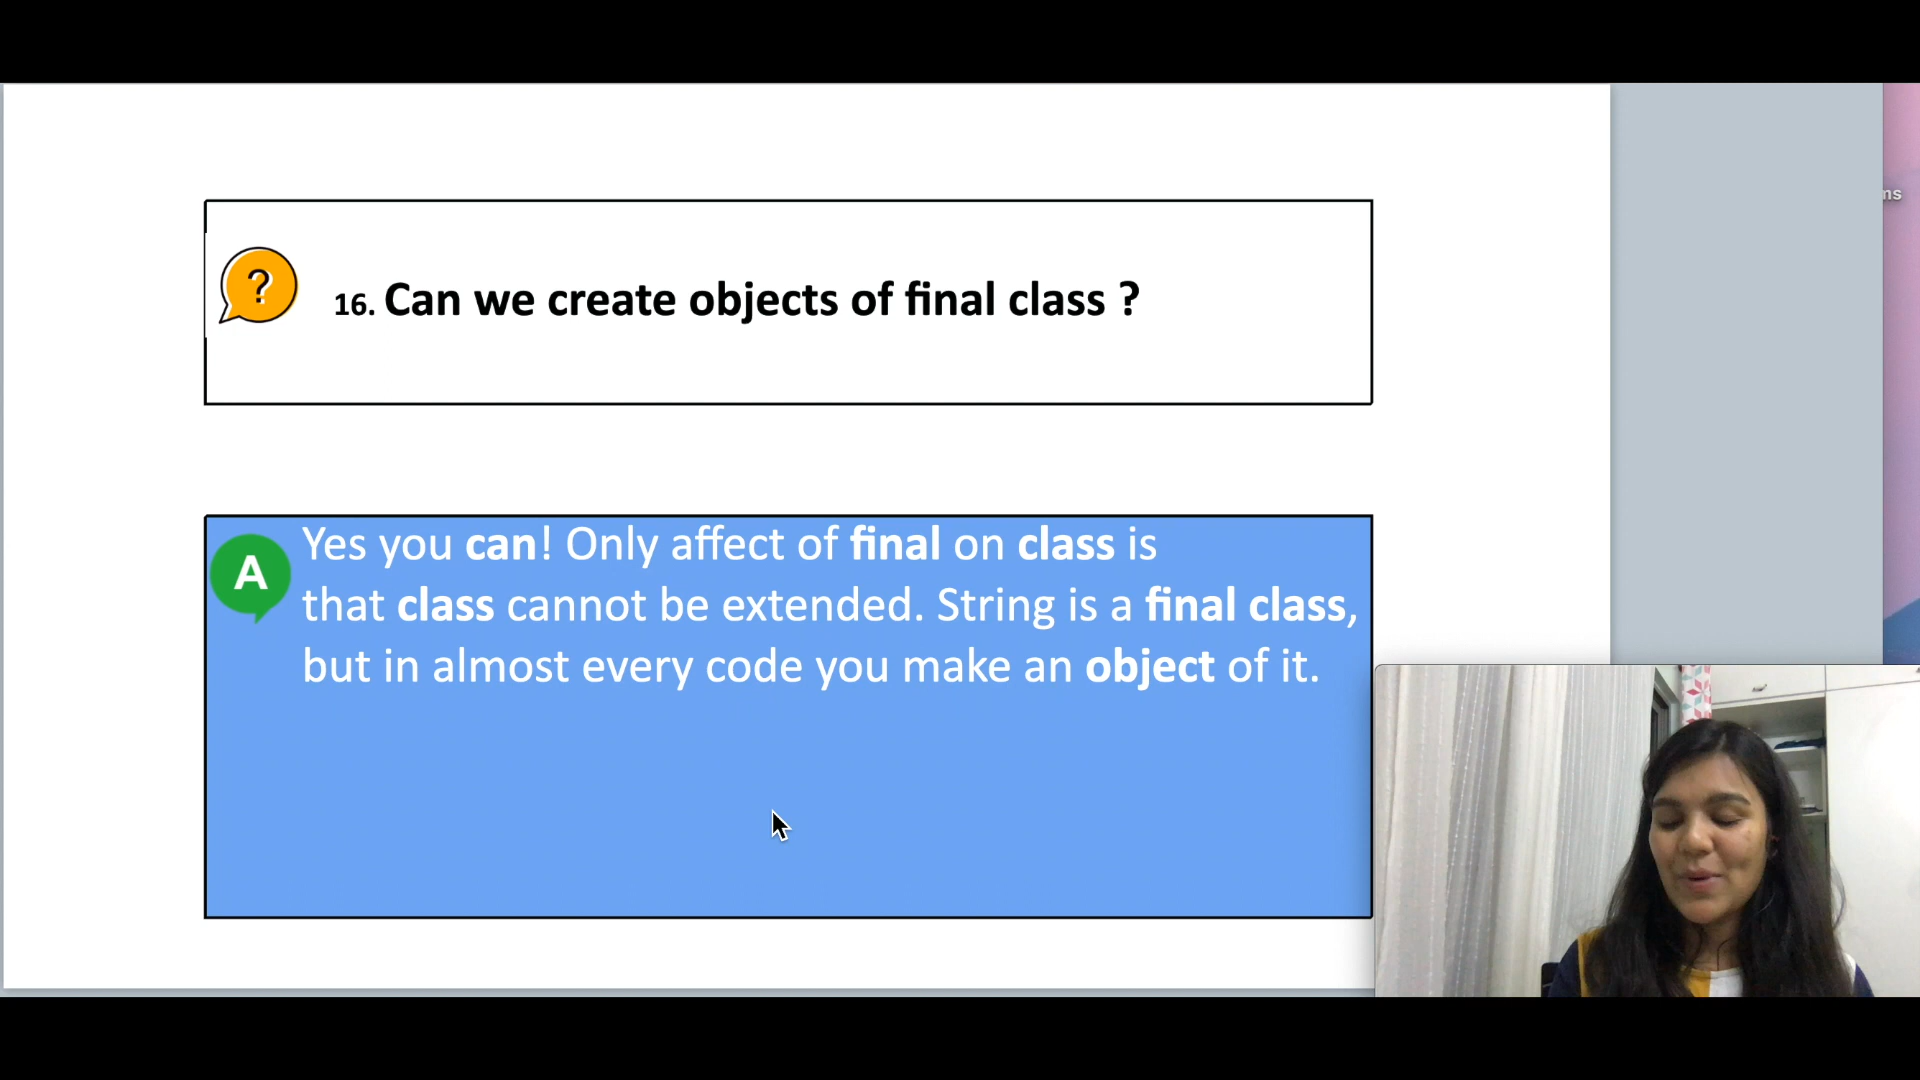 ?
16. Can we create objects of final class ?
A
Yes you can! Only affect of final on class is
that class cannot be extended. String is a final class,
but in almost every code you make an object of it.